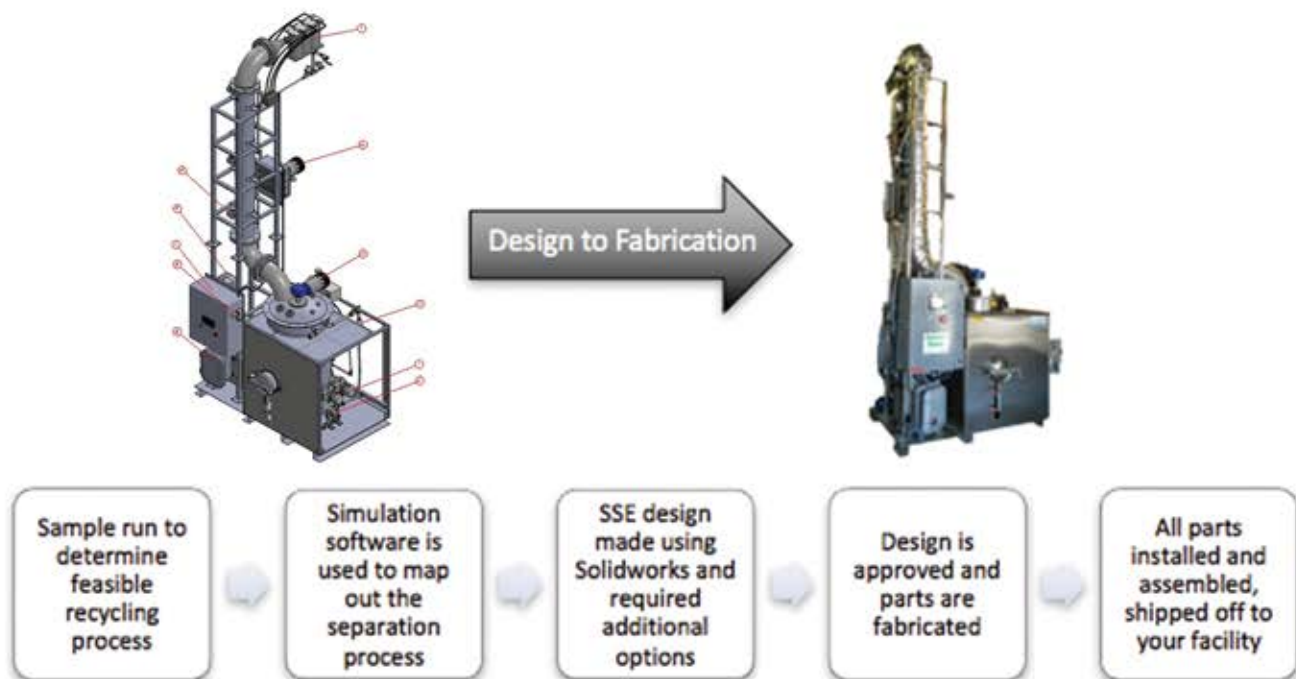 Design to Fabrication
Sample run to
determine
feasible
recycling
process
Simulation
software is
used to map
out the
separation
process
SSE design
made using
Solidworks and
required
additional
options
Design is
approved and
parts are
fabricated
All parts
installed and
assembled,
shipped off to
your facility